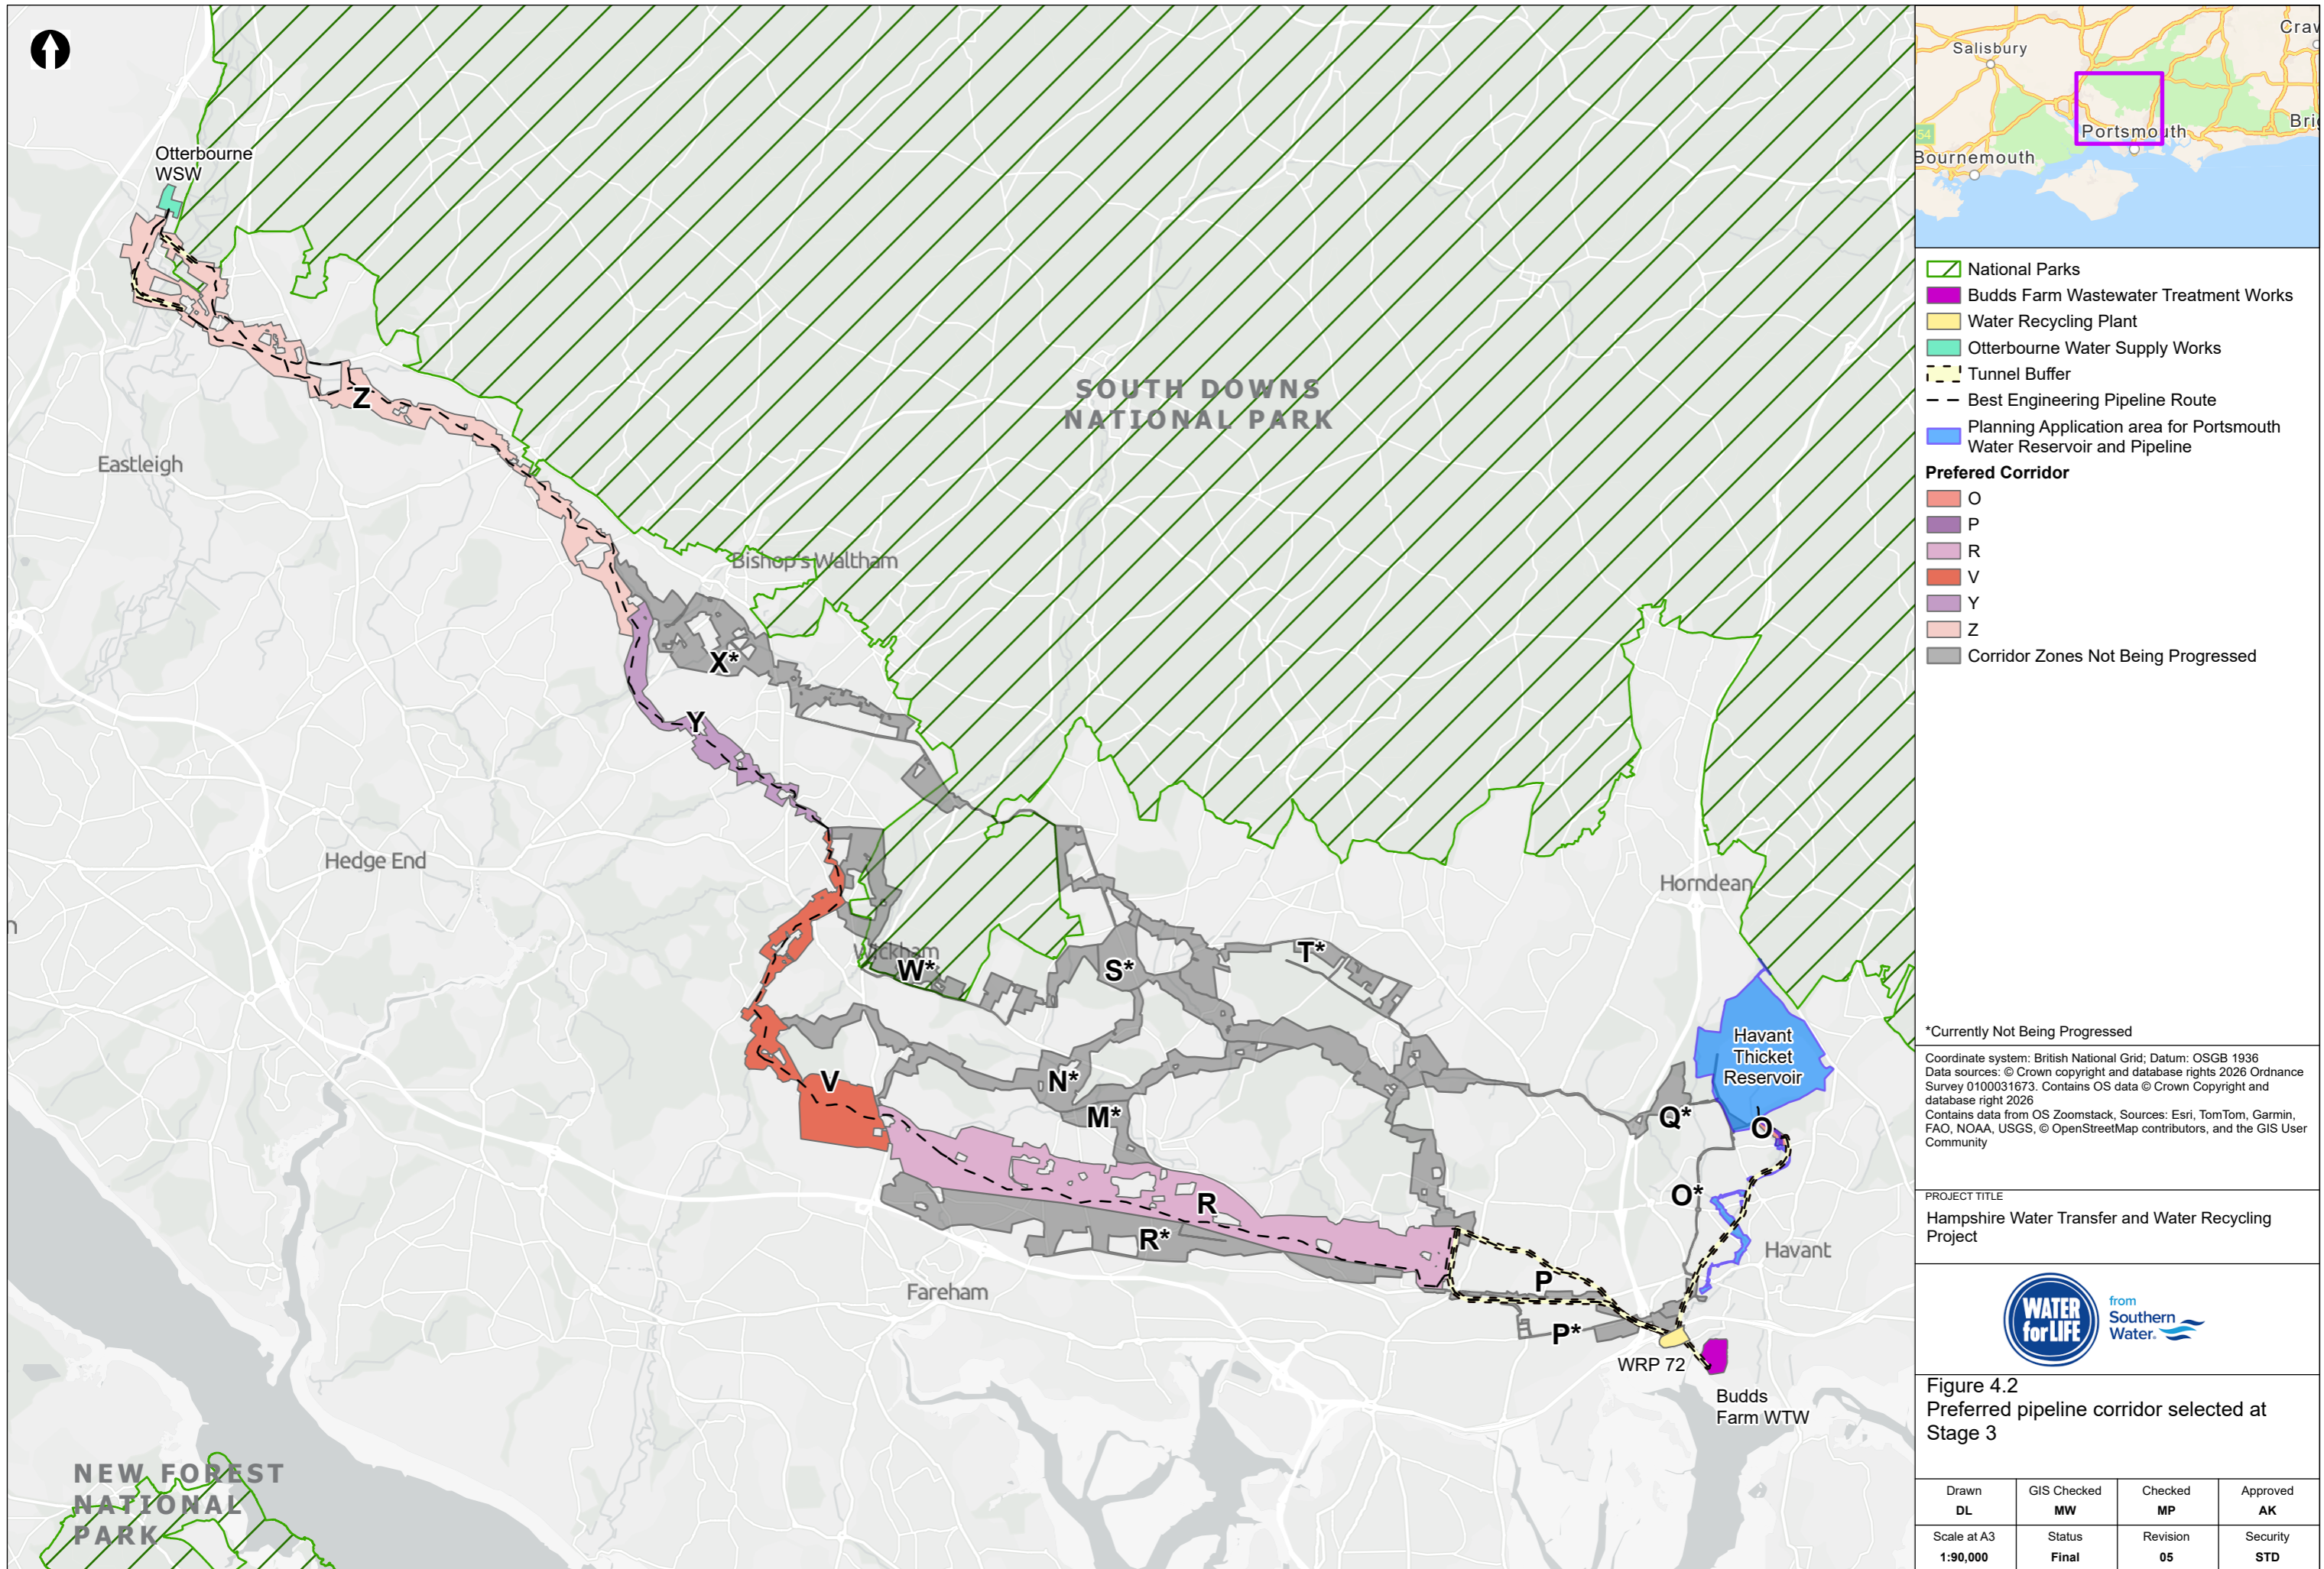 Otterbourne
WSW
Z
Eastleigh
SOUTH DOWNS
NATIONAL PARK
Bishop's Waltham
X*
Y
Hedge End
Horndean
Wickham
W*
S*
T*
Havant
Thicket
Reservoir
V
N*
M*
Q*
O
R
O*
R*
Havant
P
Fareham
P*
WRP 72
Budds
Farm WTW
NEW FOREST
NATIONAL
PARK
n
Salisbury
Craw
54
Portsmouth
Brig
Bournemouth
National Parks
Budds Farm Wastewater Treatment Works
Water Recycling Plant
Otterbourne Water Supply Works
Tunnel Buffer
Best Engineering Pipeline Route
Planning Application area for Portsmouth
Water Reservoir and Pipeline
Prefered Corridor
O
P
R
V
Y
Z
Corridor Zones Not Being Progressed
*Currently Not Being Progressed
Coordinate system: British National Grid; Datum: OSGB 1936
Data sources: © Crown copyright and database rights 2026 Ordnance
Survey 0100031673. Contains OS data © Crown Copyright and
database right 2026
Contains data from OS Zoomstack, Sources: Esri, TomTom, Garmin,
FAO, NOAA, USGS, © OpenStreetMap contributors, and the GIS User
Community
PROJECT TITLE
Hampshire Water Transfer and Water Recycling
Project
WATER
for LIFE
from
Southern
Water
Figure 4.2
Preferred pipeline corridor selected at
Stage 3
Drawn GIS Checked Checked Approved
DL MW MP AK
Scale at A3 Status Revision Security
1:90,000 Final 05 STD